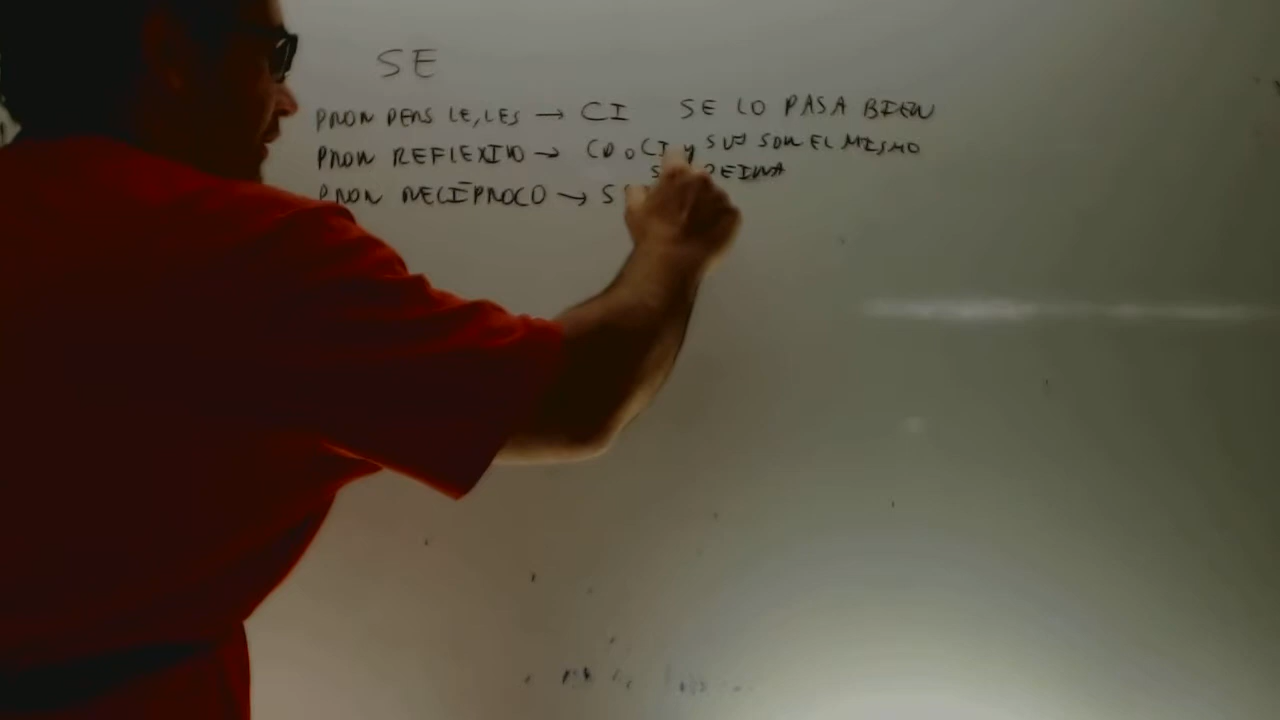 SE
PRON PERS LE, LES → CI SE LO PASA BIEN
PRON REFLEXIVO → CD o CI y SUJ SON EL MISMO
PEINA
PRON RECÍPROCO → S